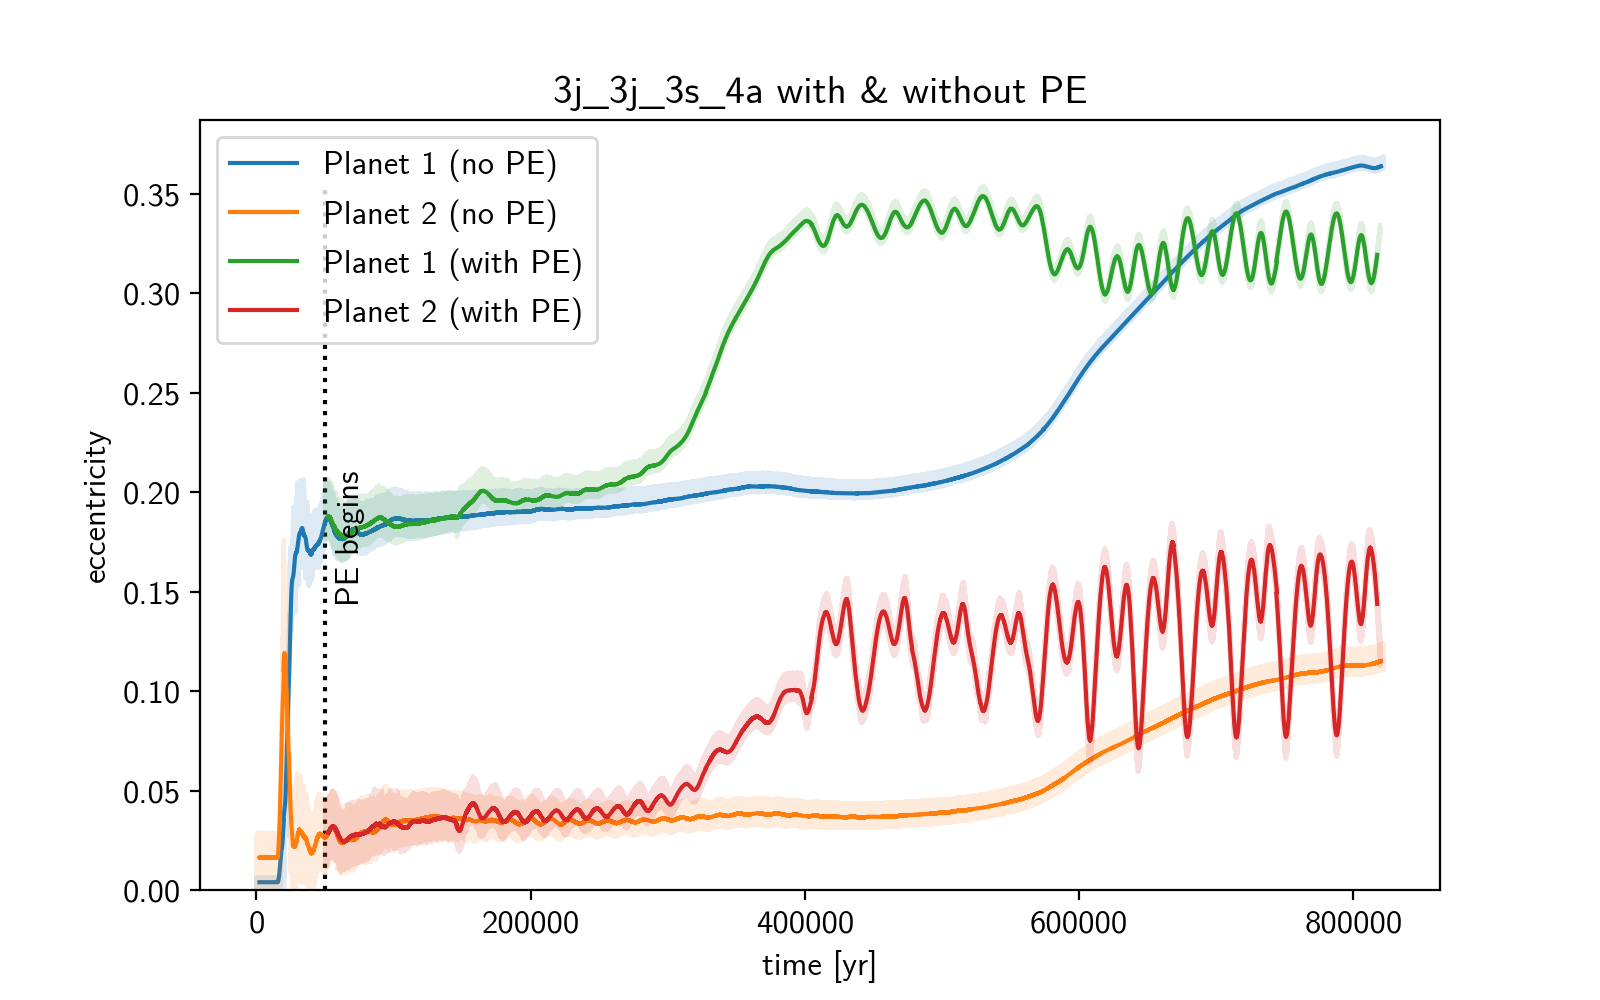 3j_3j_3s_4a with & without PE
Planet 1 (no PE)
Planet 2 (no PE)
Planet 1 (with PE)
Planet 2 (with PE)
PE begins
eccentricity
0.35
0.30
0.25
0.20
0.15
0.10
0.05
0.00
0
200000
400000
600000
800000
time [yr]